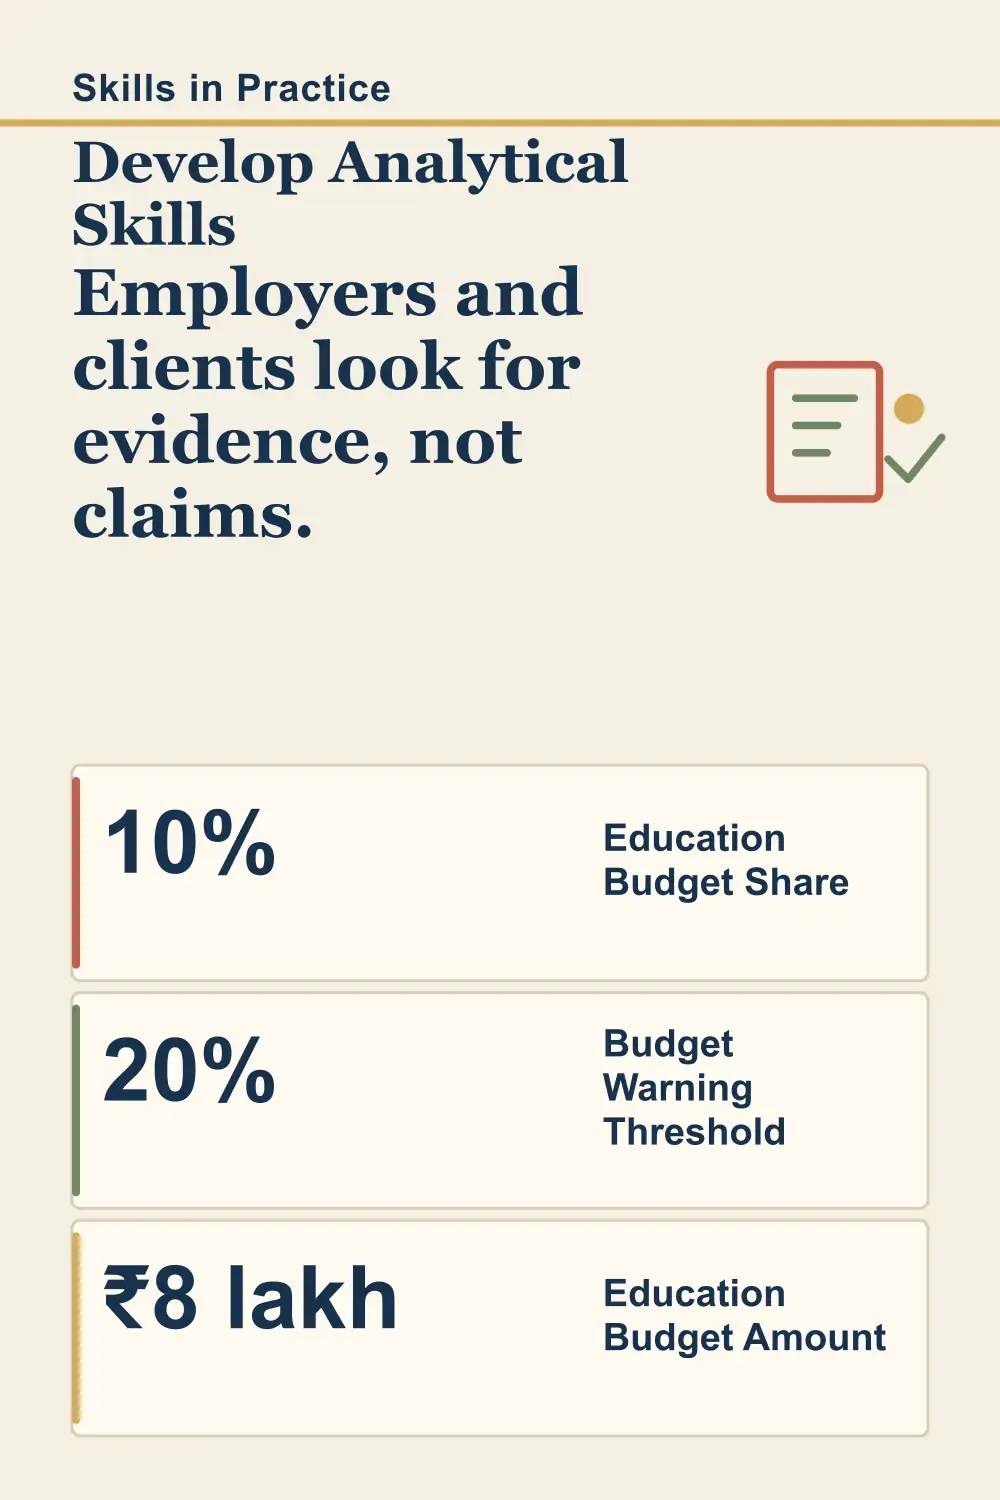 Skills in Practice
Develop Analytical
Skills
Employers and
clients look for
evidence, not
claims.
10%
Education
Budget Share
20%
Budget
Warning
Threshold
₹8 lakh
Education
Budget Amount